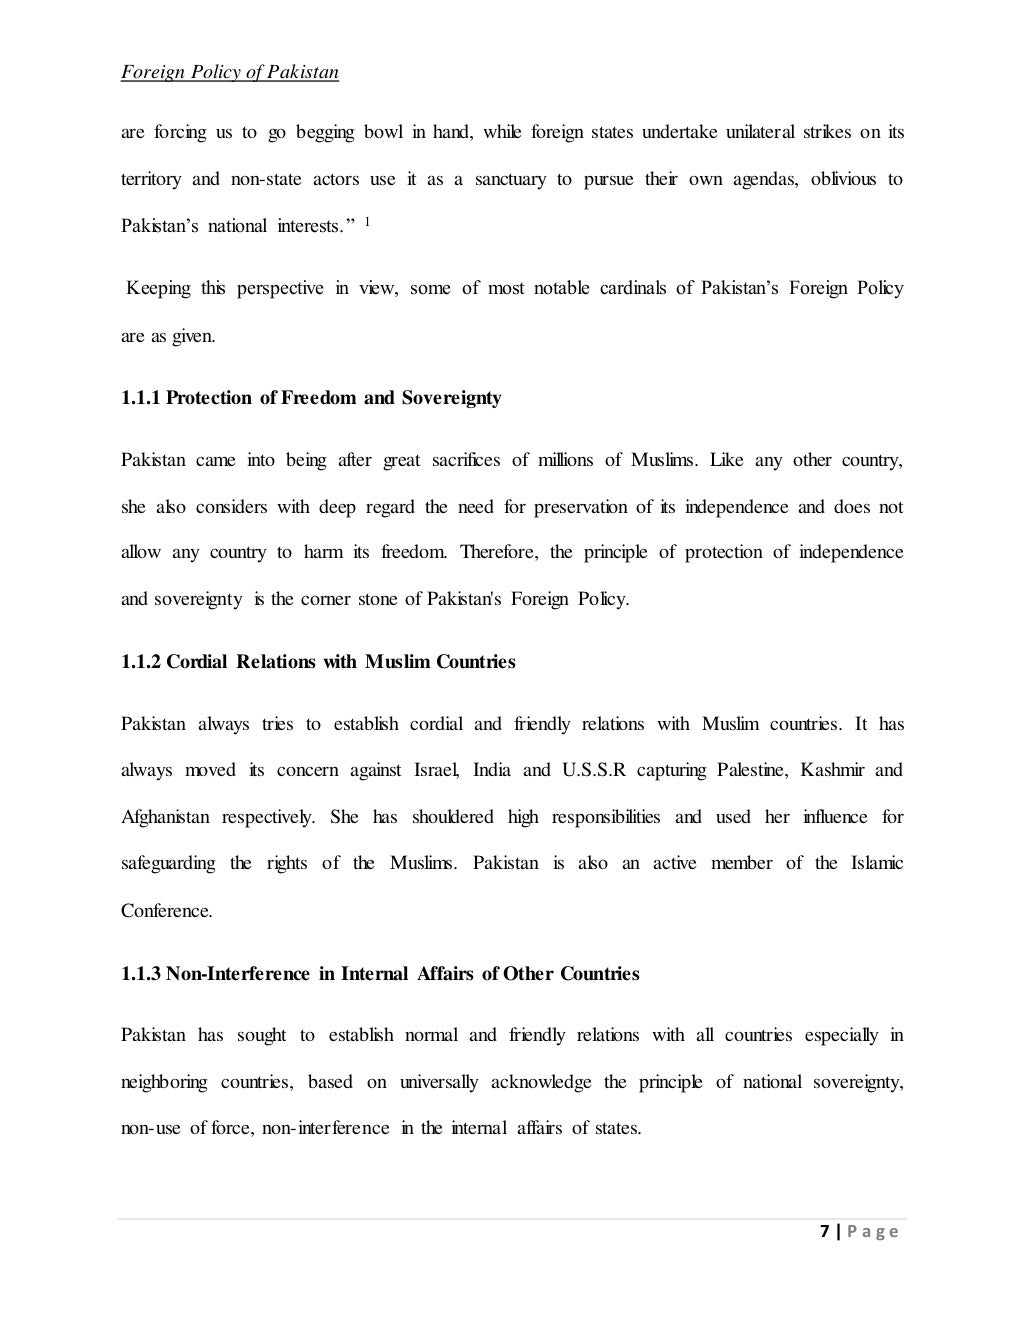 Foreign Policy of Pakistan
are forcing us to go begging bowl in hand, while foreign states undertake unilateral strikes on its
territory and non-state actors use it as a sanctuary to pursue their own agendas, oblivious to
Pakistan’s national interests.” 1
Keeping this perspective in view, some of most notable cardinals of Pakistan’s Foreign Policy
are as given.
1.1.1 Protection of Freedom and Sovereignty
Pakistan came into being after great sacrifices of millions of Muslims. Like any other country,
she also considers with deep regard the need for preservation of its independence and does not
allow any country to harm its freedom. Therefore, the principle of protection of independence
and sovereignty is the corner stone of Pakistan's Foreign Policy.
1.1.2 Cordial Relations with Muslim Countries
Pakistan always tries to establish cordial and friendly relations with Muslim countries. It has
always moved its concern against Israel, India and U.S.S.R capturing Palestine, Kashmir and
Afghanistan respectively. She has shouldered high responsibilities and used her influence for
safeguarding the rights of the Muslims. Pakistan is also an active member of the Islamic
Conference.
1.1.3 Non-Interference in Internal Affairs of Other Countries
Pakistan has sought to establish normal and friendly relations with all countries especially in
neighboring countries, based on universally acknowledge the principle of national sovereignty,
non-use of force, non-interference in the internal affairs of states.
7 | Page